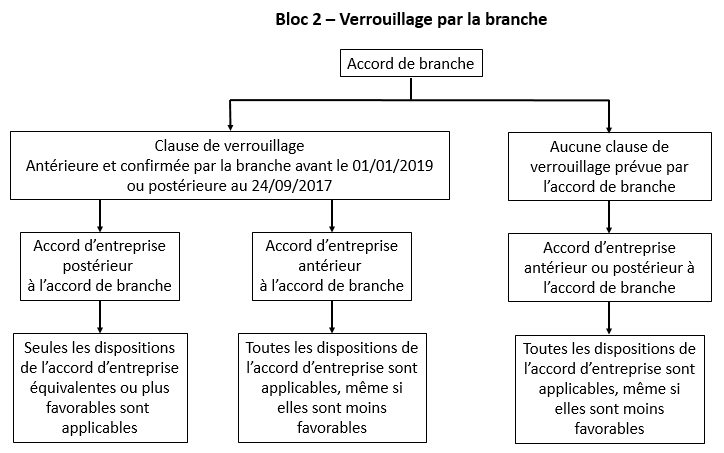 Bloc 2 – Verrouillage par la branche
Accord de branche
Clause de verrouillage
Antérieure et confirmée par la branche avant le 01/01/2019
ou postérieure au 24/09/2017
Aucune clause de
verrouillage prévue par
l’accord de branche
Accord d’entreprise
postérieur
à l’accord de branche
Accord d’entreprise
antérieur
à l’accord de branche
Accord d’entreprise
antérieur ou postérieur à
l’accord de branche
Seules les dispositions
de l’accord d’entreprise
équivalentes ou plus
favorables sont
applicables
Toutes les dispositions de
l’accord d’entreprise sont
applicables, même si
elles sont moins
favorables
Toutes les dispositions de
l’accord d’entreprise sont
applicables, même si
elles sont moins
favorables